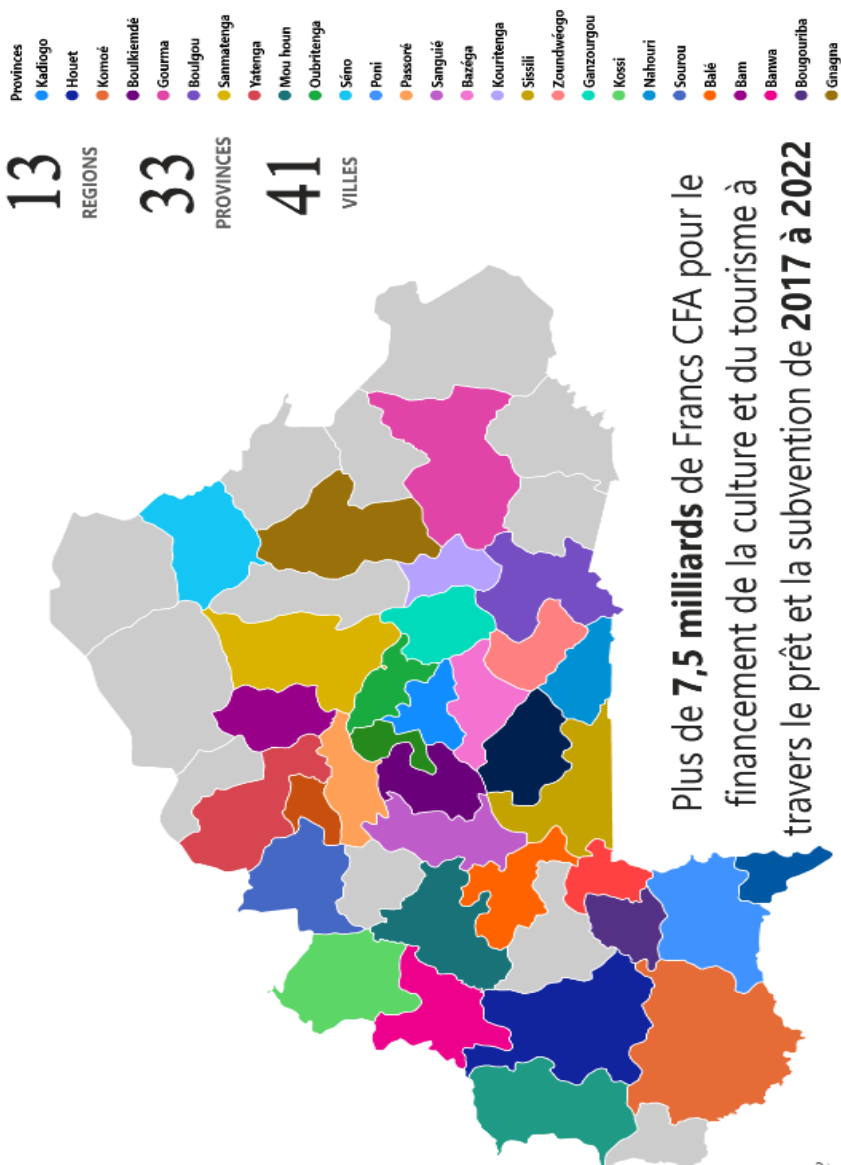 Provinces
Kadiogo
Houet
Komoé
Boulkiemdé
Gourma
Boulgou
Sanmatenga
Yatenga
Mou houn
Oubritenga
Séno
Poni
Passoré
Sanguié
Bazéga
Kouritenga
Sissili
Zoundwéogo
Ganzourgou
Kossi
Nahouri
Sourou
Balé
Bam
Banwa
Bougouriba
Gnagna
13
REGIONS
33
PROVINCES
41
VILLES
Plus de 7,5 milliards de Francs CFA pour le
financement de la culture et du tourisme à
travers le prêt et la subvention de 2017 à 2022